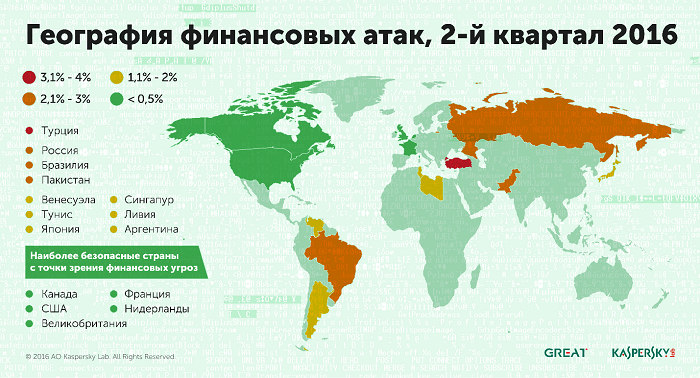 География финансовых атак, 2-й квартал 2016
3,1% - 4%
1,1% - 2%
2,1% - 3%
< 0,5%
Турция
Россия
Бразилия
Пакистан
Венесуэла
Сингапур
Тунис
Ливия
Япония
Аргентина
Наиболее безопасные страны
с точки зрения финансовых угроз
Канада
Франция
США
Нидерланды
Великобритания
© 2016 АО Kaspersky Lab. All Rights Reserved.
GREAT
KASPERSKY LAB